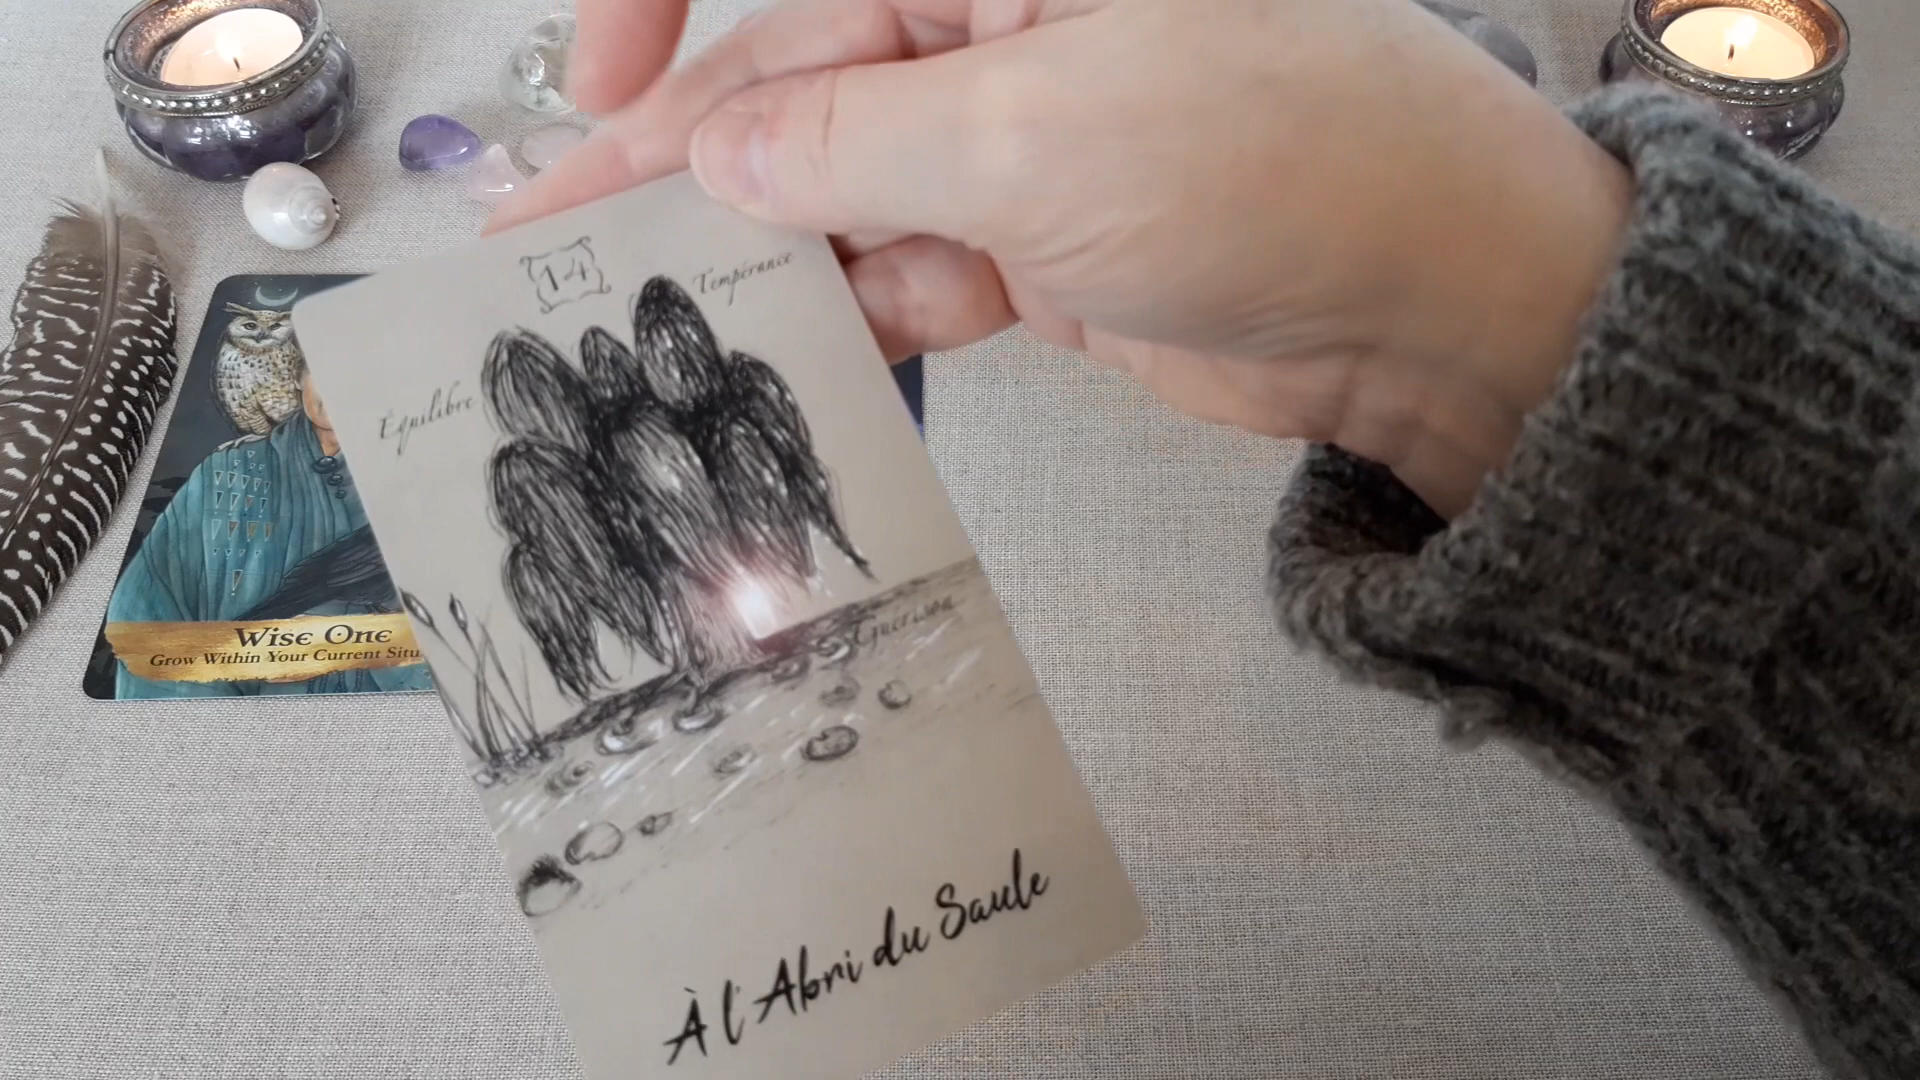 14
Tempérance
Équilibre
Guérison
À l'Abri du Saule
Wise One
Grow Within Your Current Situ